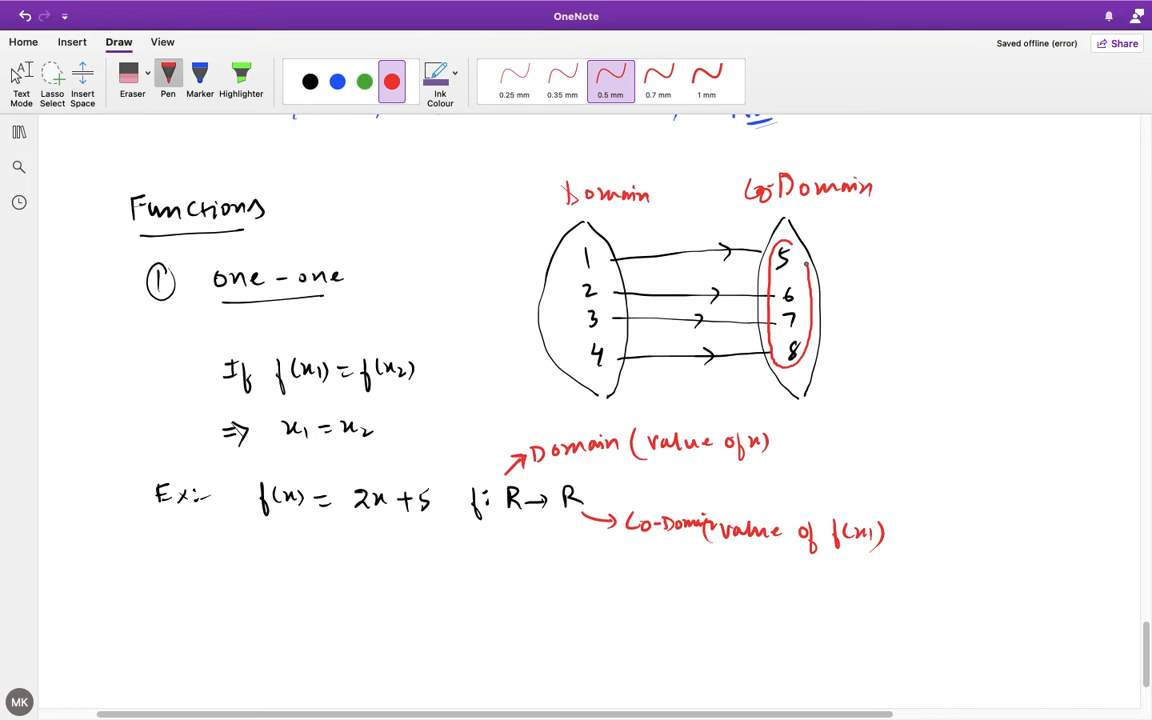 OneNote
Home Insert Draw View
Saved offline (error) Share
Text Mode
Lasso Select
Insert Space
Eraser
Pen
Marker
Highlighter
Ink Colour
0.25 mm 0.35 mm 0.5 mm 0.7 mm 1 mm
Functions
Domain Co-Domain
① one-one
1 5
2 6
3 7
4 8
If f(x1) = f(x2)
⇒ x1 = x2
Domain (value of x)
Ex:- f(x) = 2x+5 f: R→R
Co-Domain (value of f(x))
MK